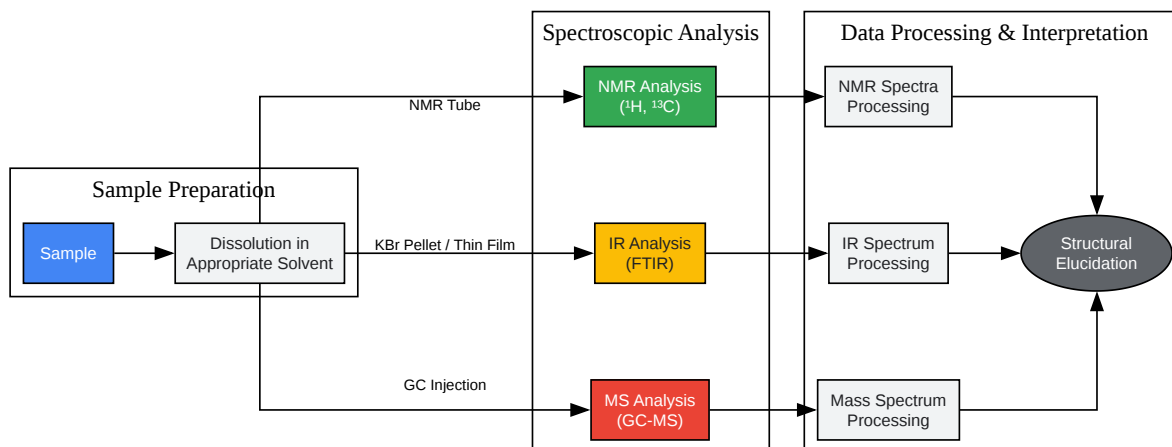 Spectroscopic Analysis
Data Processing & Interpretation
NMR Analysis
(¹H, ¹³C)
NMR Spectra
Processing
NMR Tube
Sample Preparation
Sample
Dissolution in
Appropriate Solvent
KBr Pellet / Thin Film
IR Analysis
(FTIR)
IR Spectrum
Processing
Structural
Elucidation
GC Injection
MS Analysis
(GC-MS)
Mass Spectrum
Processing